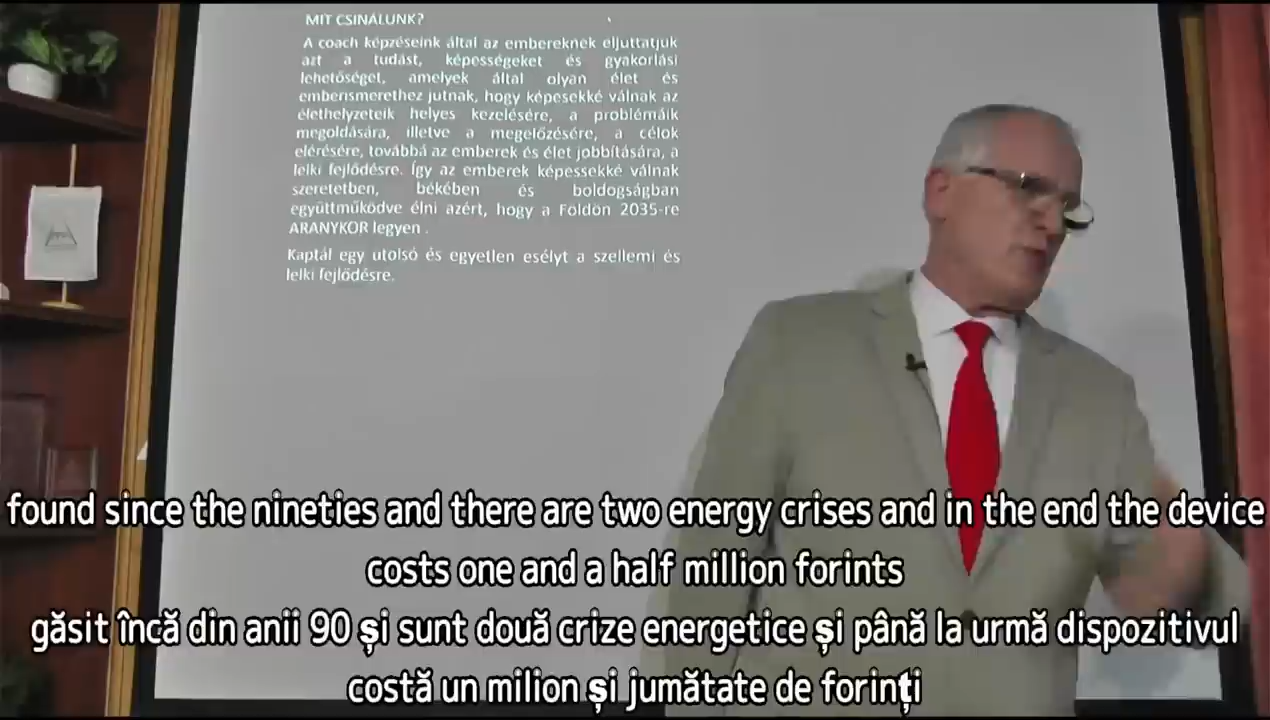 MIT CSINÁLUNK?
A coach képzéseink által az embereknek eljuttatjuk
azt a tudást, képességeket és gyakorlási
lehetőséget, amelyek által olyan élet és
emberismerethez jutnak, hogy képesekké válnak az
élethelyzeteik helyes kezelésére, a problémáik
megoldására, illetve a megelőzésére, a célok
elérésére, továbbá az emberek és élet jobbítására, a
lelki fejlődésre. Így az emberek képessekké válnak
szeretetben, békében és boldogságban
együttműködve élni azért, hogy a Földön 2035-re
ARANYKOR legyen .
Kaptál egy utolsó és egyetlen esélyt a szellemi és
lelki fejlődésre.
found since the nineties and there are two energy crises and in the end the device
costs one and a half million forints
găsit încă din anii 90 și sunt două crize energetice și până la urmă dispozitivul
costă un milion și jumătate de forinți